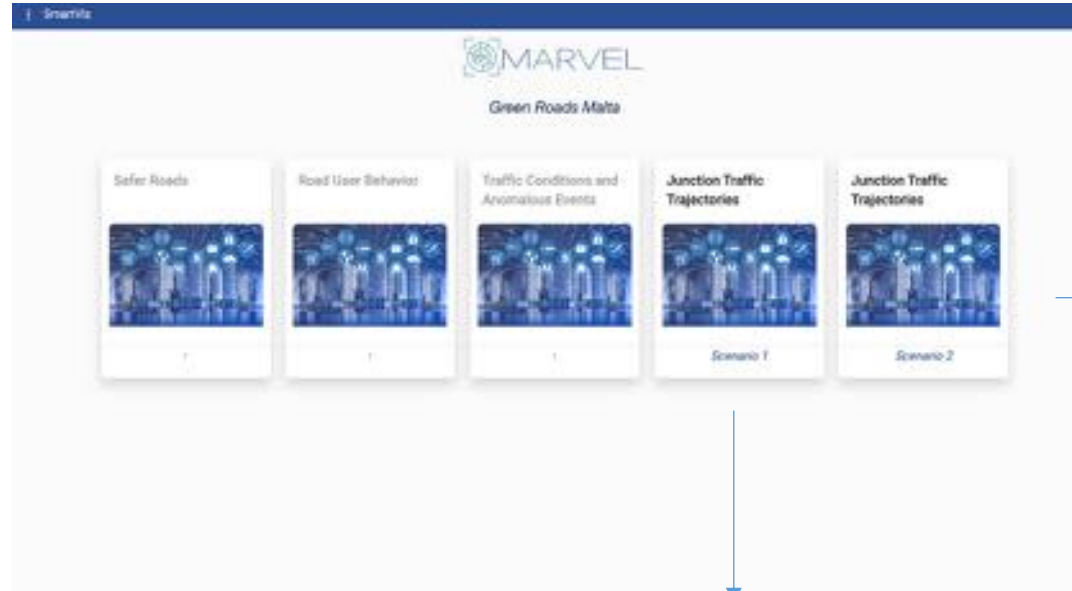 SmartViz
MARVEL
Green Roads Malta
Safer Roads
Road User Behavior
Traffic Conditions and
Anomalous Events
Junction Traffic
Trajectories
Scenario 1
Junction Traffic
Trajectories
Scenario 2